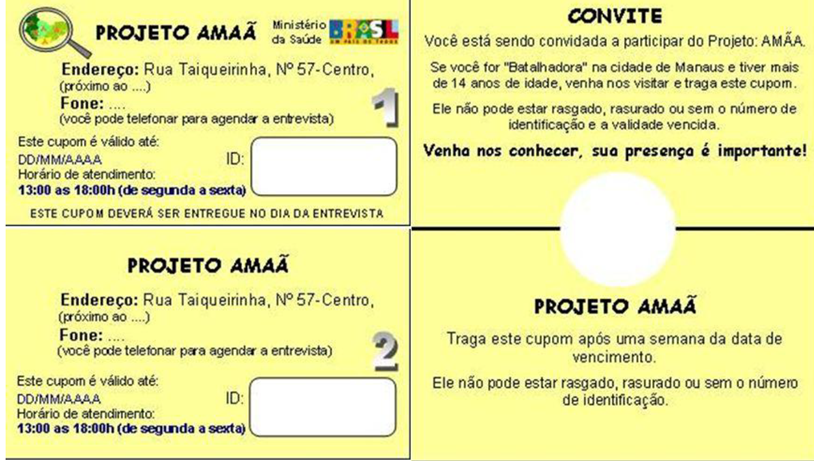 PROJETO AMAÃ
Ministério
da Saúde
BRASIL
UM PAÍS DE TODOS
Endereço: Rua Taiqueirinha, Nº 57-Centro,
(próximo ao ....)
Fone: ....
(você pode telefonar para agendar a entrevista)
1
Este cupom é válido até:
DD/MM/AAAA
ID:
Horário de atendimento:
13:00 as 18:00h (de segunda a sexta)
ESTE CUPOM DEVERÁ SER ENTREGUE NO DIA DA ENTREVISTA
CONVITE
Você está sendo convidada a participar do Projeto: AMÃA.
Se você for "Batalhadora" na cidade de Manaus e tiver mais
de 14 anos de idade, venha nos visitar e traga este cupom.
Ele não pode estar rasgado, rasurado ou sem o número de
identificação e a validade vencida.
Venha nos conhecer, sua presença é importante!
PROJETO AMAÃ
Endereço: Rua Taiqueirinha, Nº 57-Centro,
(próximo ao ....)
Fone: ....
(você pode telefonar para agendar a entrevista)
2
Este cupom é válido até:
DD/MM/AAAA
ID:
Horário de atendimento:
13:00 as 18:00h (de segunda a sexta)
PROJETO AMAÃ
Traga este cupom após uma semana da data de
vencimento.
Ele não pode estar rasgado, rasurado ou sem o número
de identificação.